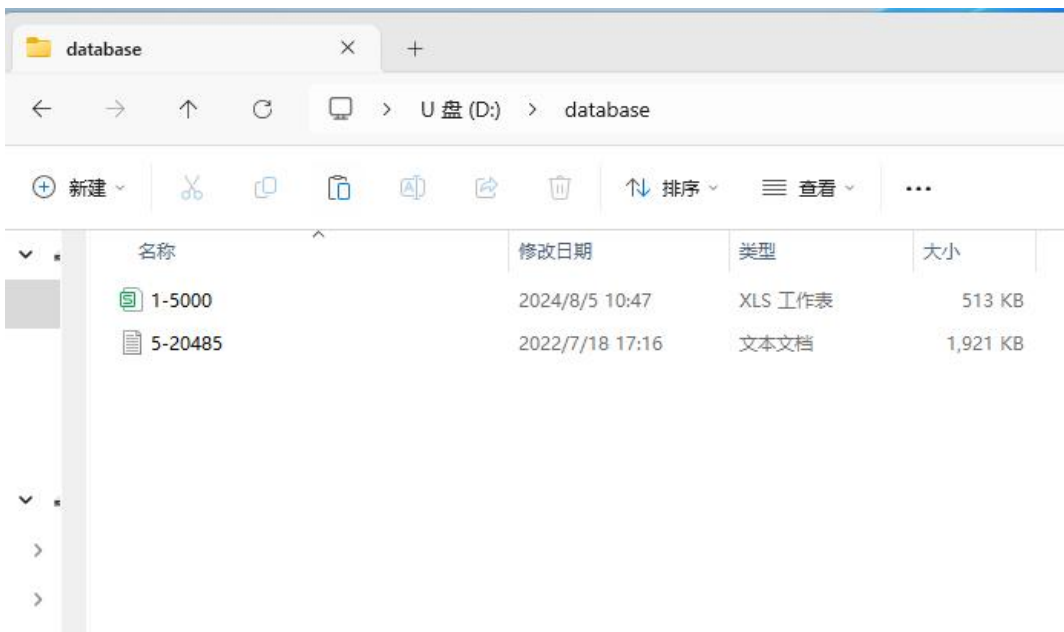 database
U 盘 (D:) > database
新建 排序 查看 ...
名称 修改日期 类型 大小
1-5000 2024/8/5 10:47 XLS 工作表 513 KB
5-20485 2022/7/18 17:16 文本文档 1,921 KB